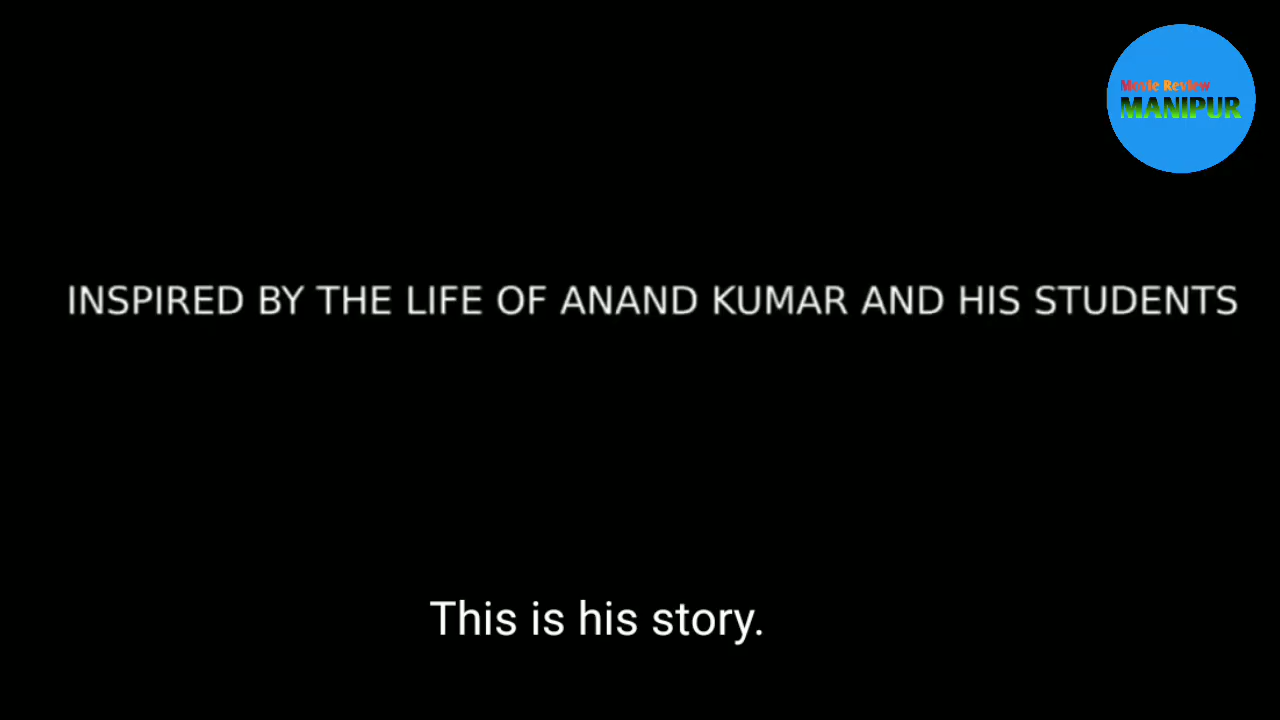 Movie Review
MANIPUR
INSPIRED BY THE LIFE OF ANAND KUMAR AND HIS STUDENTS
This is his story.